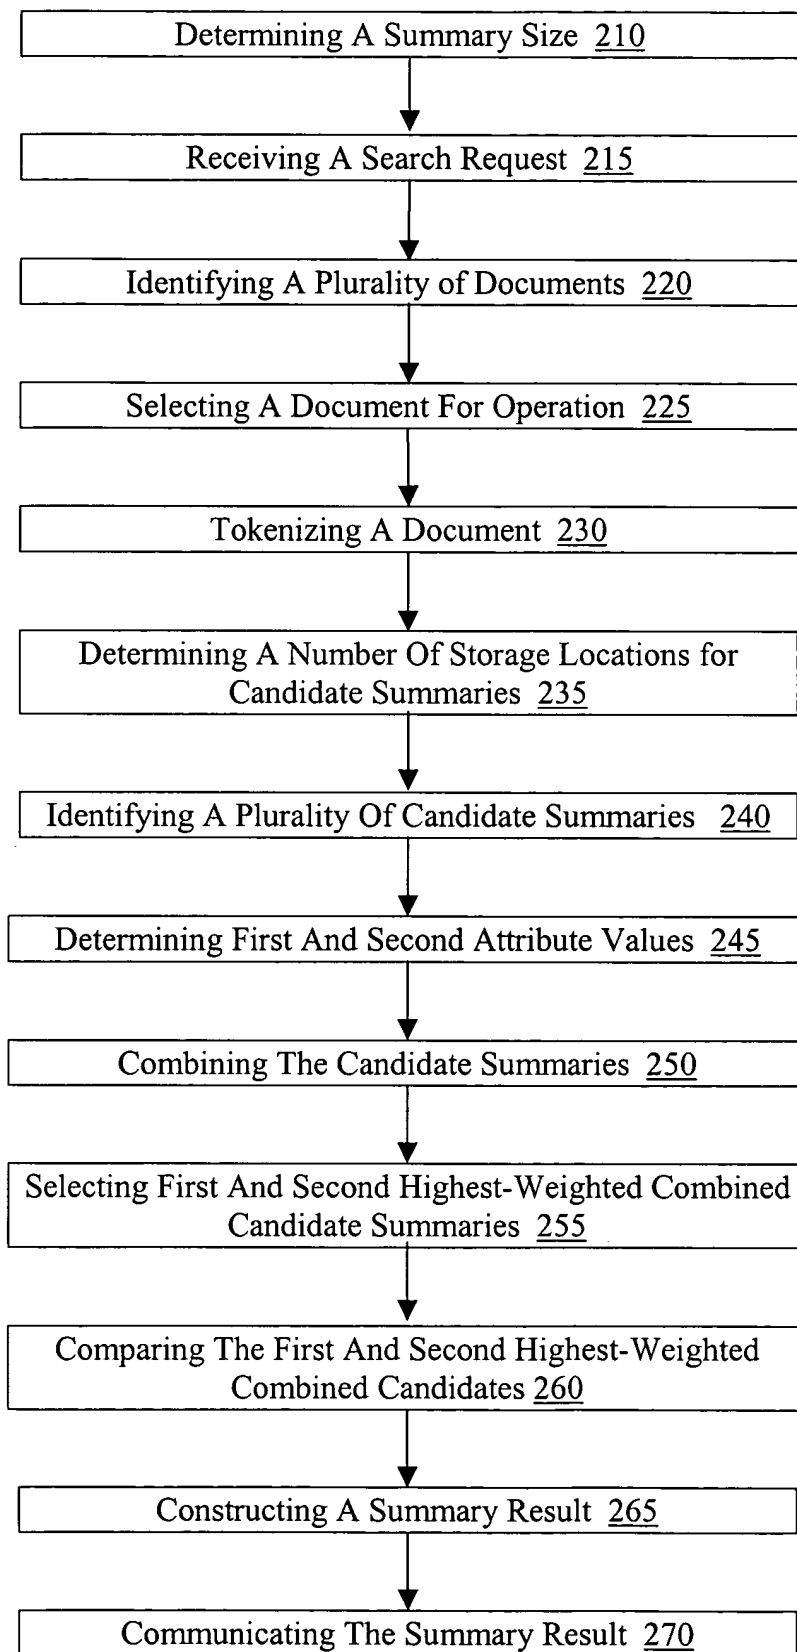 Determining A Summary Size 210
Receiving A Search Request 215
Identifying A Plurality of Documents 220
Selecting A Document For Operation 225
Tokenizing A Document 230
Determining A Number Of Storage Locations for
Candidate Summaries 235
Identifying A Plurality Of Candidate Summaries 240
Determining First And Second Attribute Values 245
Combining The Candidate Summaries 250
Selecting First And Second Highest-Weighted Combined
Candidate Summaries 255
Comparing The First And Second Highest-Weighted
Combined Candidates 260
Constructing A Summary Result 265
Communicating The Summary Result 270